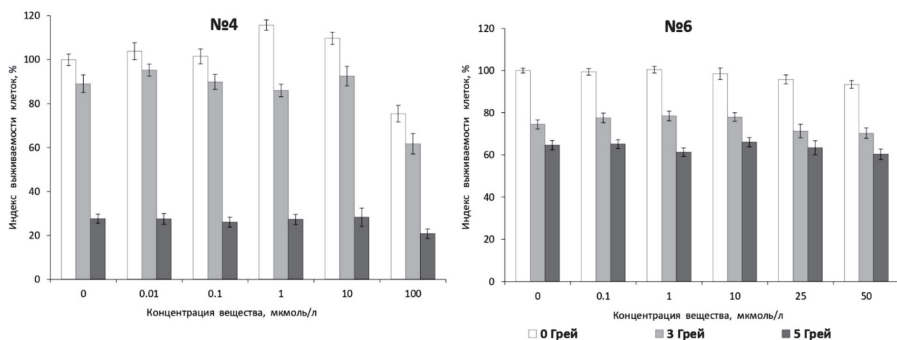 №4
Индекс выживаемости клеток, %
120
100
80
60
40
20
0
0 0.01 0.1 1 10 100
Концентрация вещества, мкмоль/л
№6
Индекс выживаемости клеток, %
120
100
80
60
40
20
0
0 0.1 1 10 25 50
Концентрация вещества, мкмоль/л
0 Грей 3 Грей 5 Грей